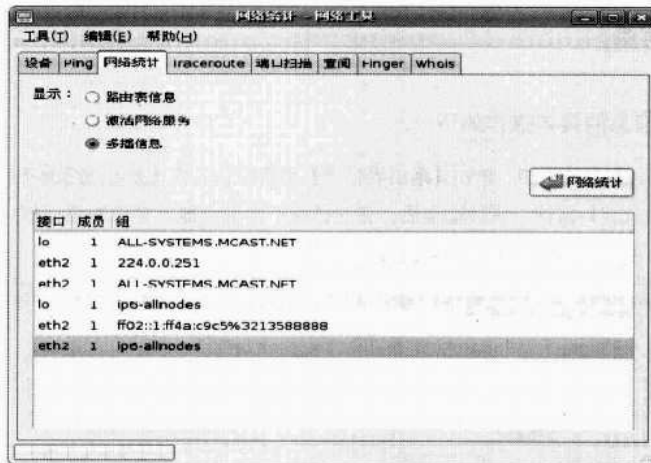 网络统计 - 网络工具
工具(T) 编辑(E) 帮助(H)
设备 Ping 网络统计 Traceroute 端口扫描 查阅 Finger Whois
显示：
路由表信息
激活网络服务
多播信息
网络统计
接口 成员 组
lo 1 ALL-SYSTEMS.MCAST.NET
eth2 1 224.0.0.251
eth2 1 ALL-SYSTEMS.MCAST.NET
lo 1 ip6-allnodes
eth2 1 ff02::1:ff4a:c9c5%3213588888
eth2 1 ip6-allnodes